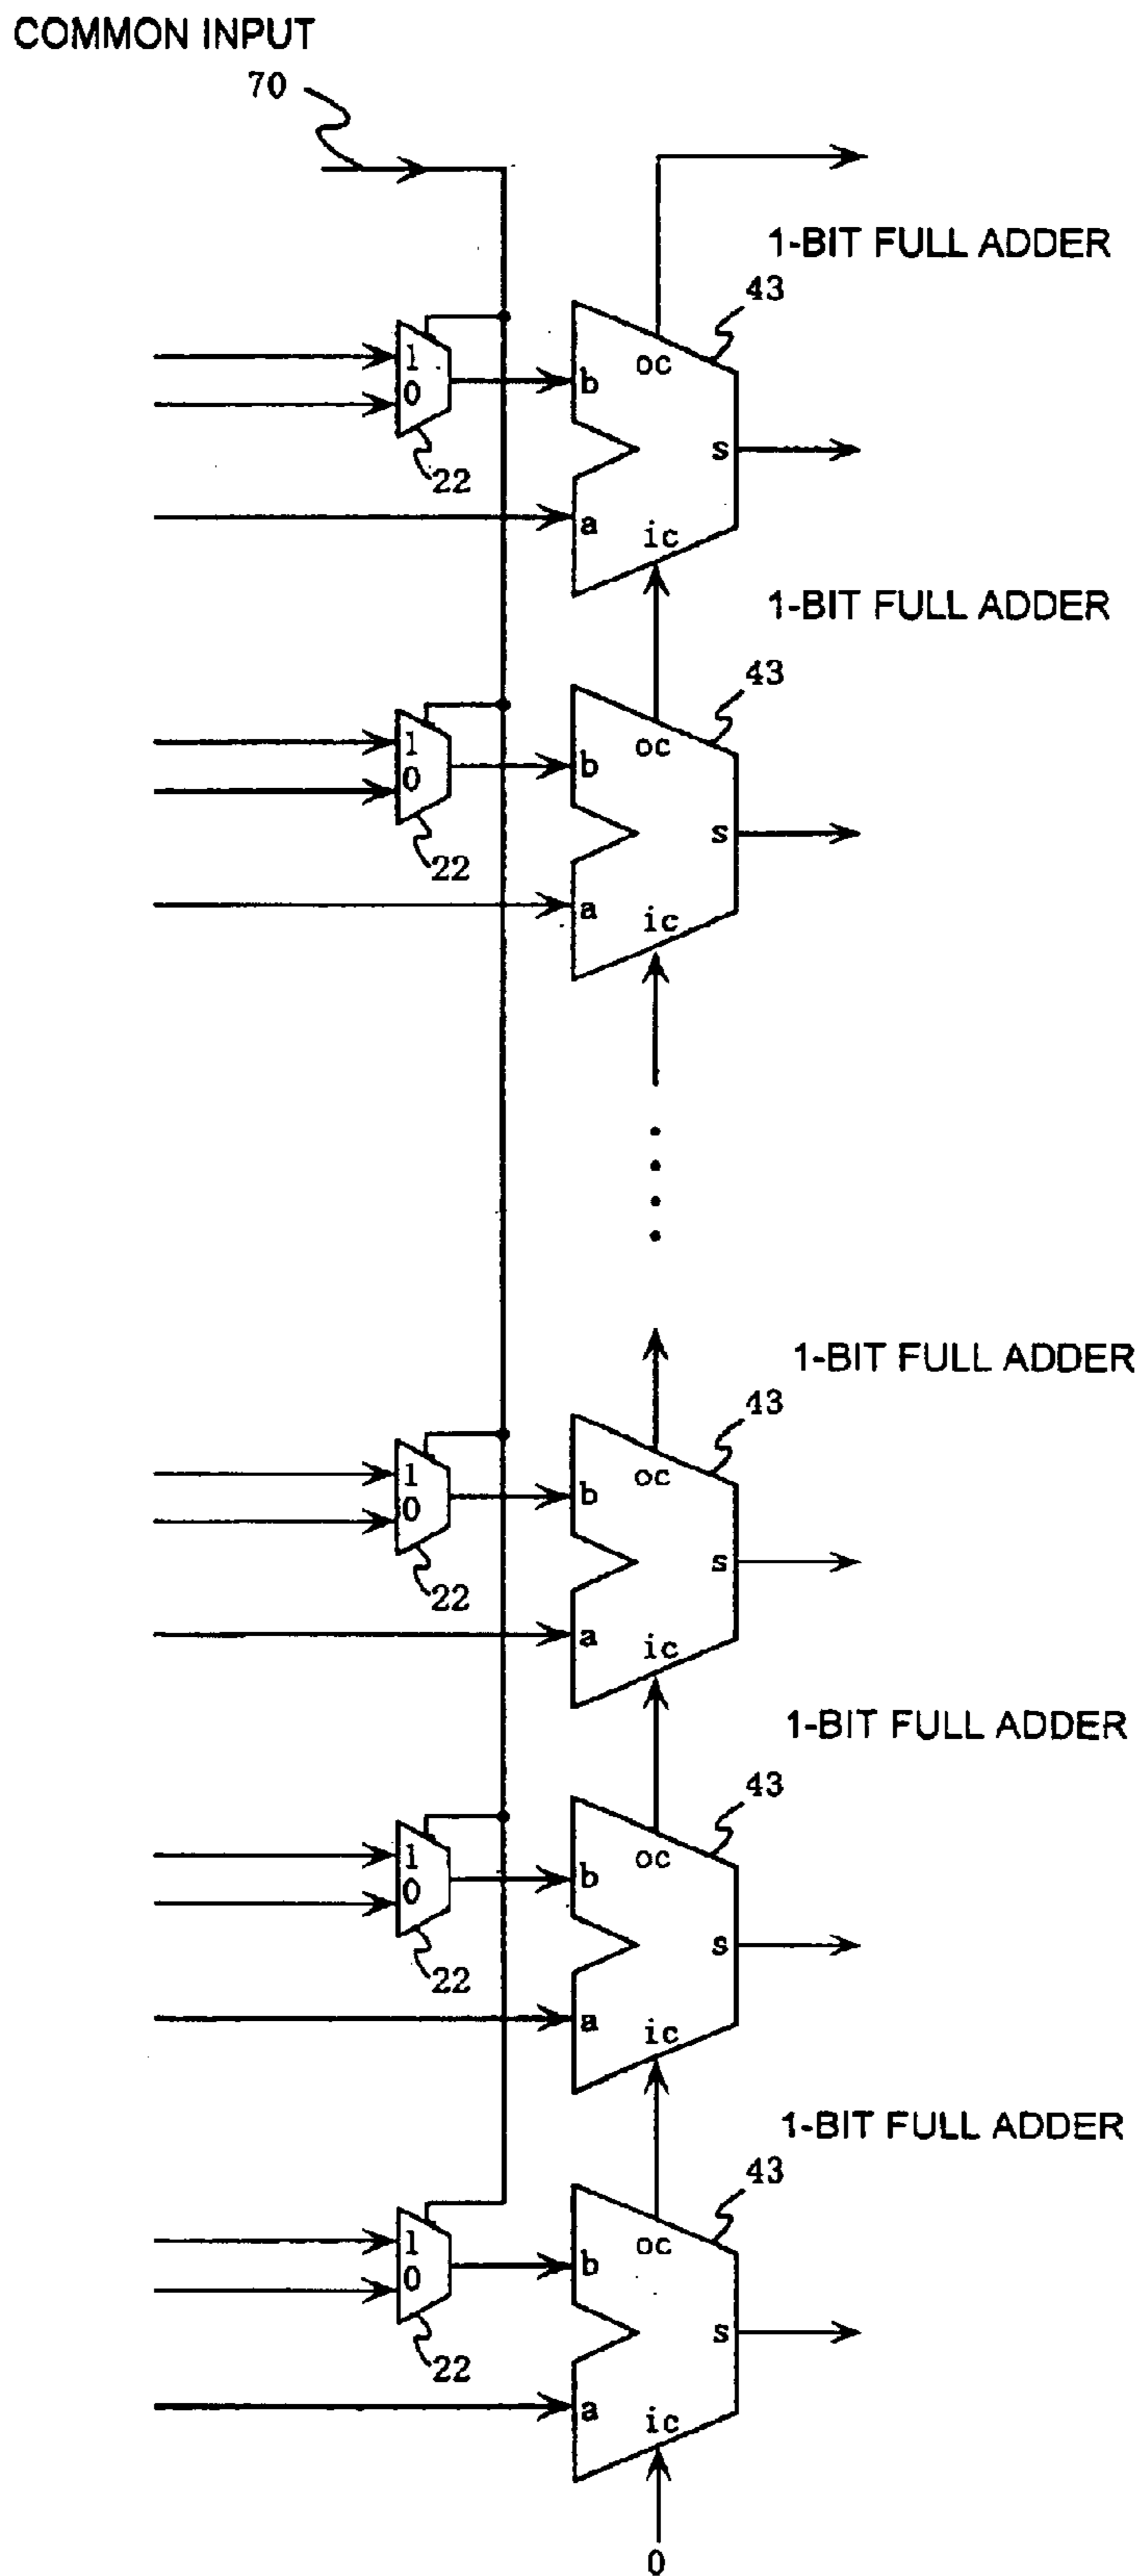 COMMON INPUT
70
1-BIT FULL ADDER
43
oc
1
b
0
s
22
a
ic
1-BIT FULL ADDER
43
oc
1
b
0
s
22
a
ic
1-BIT FULL ADDER
43
oc
1
b
0
s
22
a
ic
1-BIT FULL ADDER
43
oc
1
b
0
s
22
a
ic
1-BIT FULL ADDER
43
oc
1
b
0
s
22
a
ic
0